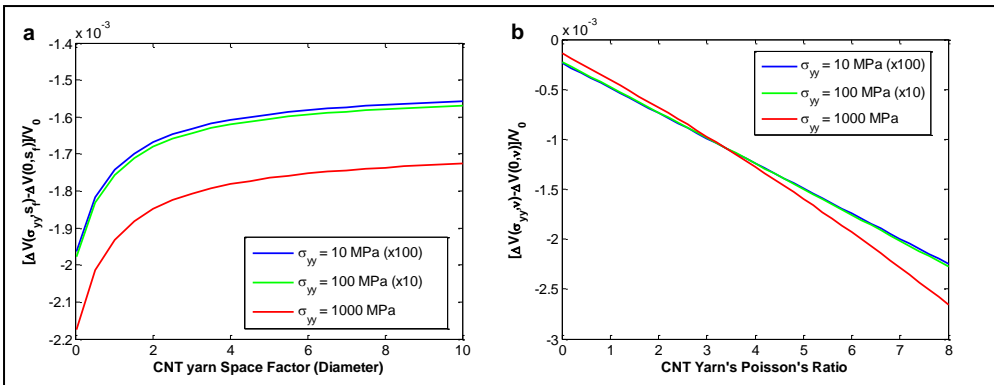 a
x 10⁻³
-1.4
-1.5
-1.6
-1.7
-1.8
-1.9
-2
-2.1
-2.2
[ΔV(σyy,sf)-ΔV(0,sf)]/V0
0 2 4 6 8 10
CNT yarn Space Factor (Diameter)
σyy = 10 MPa (x100)
σyy = 100 MPa (x10)
σyy = 1000 MPa
b
x 10⁻³
0
-0.5
-1
-1.5
-2
-2.5
-3
[ΔV(σyy,ν)-ΔV(0,ν)]/V0
0 1 2 3 4 5 6 7 8
CNT Yarn's Poisson's Ratio
σyy = 10 MPa (x100)
σyy = 100 MPa (x10)
σyy = 1000 MPa